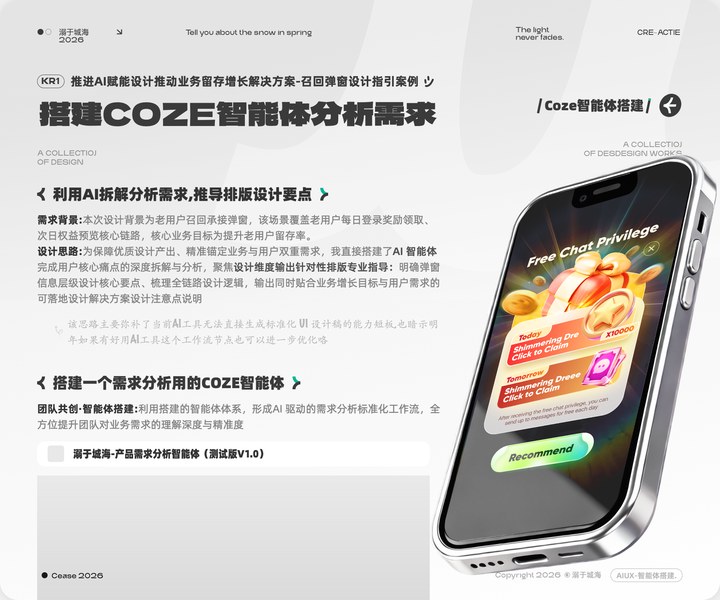 溺于城海
2026
Tell you about the snow in spring
The light
never fades.
CRE-ACTIE
KR1 推进AI赋能设计推动业务留存增长解决方案-召回弹窗设计指引案例
搭建COZE智能体分析需求
/Coze智能体搭建/
A COLLECTIOJ
OF DESIGN
A COLLECTIOJ
OF DESDESIGN WORKS
利用AI拆解分析需求,推导排版设计要点
需求背景:本次设计背景为老用户召回承接弹窗，该场景覆盖老用户每日登录奖励领取、
次日权益预览核心链路，核心业务目标为提升老用户留存率。
设计思路:为保障优质设计产出、精准锚定业务与用户双重需求，我直接搭建了AI 智能体
完成用户核心痛点的深度拆解与分析，聚焦设计维度输出针对性排版专业指导：明确弹窗
信息层级设计核心要点、梳理全链路设计逻辑，输出同时贴合业务增长目标与用户需求的
可落地设计解决方案设计注意点说明
该思路主要弥补了当前AI工具无法直接生成标准化 UI 设计稿的能力短板,也暗示明
年如果有好用AI工具这个工作流节点也可以进一步优化咯
搭建一个需求分析用的COZE智能体
团队共创·智能体搭建:利用搭建的智能体体系，形成AI 驱动的需求分析标准化工作流，全
方位提升团队对业务需求的理解深度与精准度
溺于城海-产品需求分析智能体（测试版V1.0）
Free Chat Privilege
Today
Shimmering Dre
Click to Claim
X10000
Tomorrow
Shimmering Dreee
Click to Claim
After receiving the free chat privilege, you can
send up to messages for free each day
Recommend
Cease 2026
Copyright 2026 ® 溺于城海
AIUX-智能体搭建.